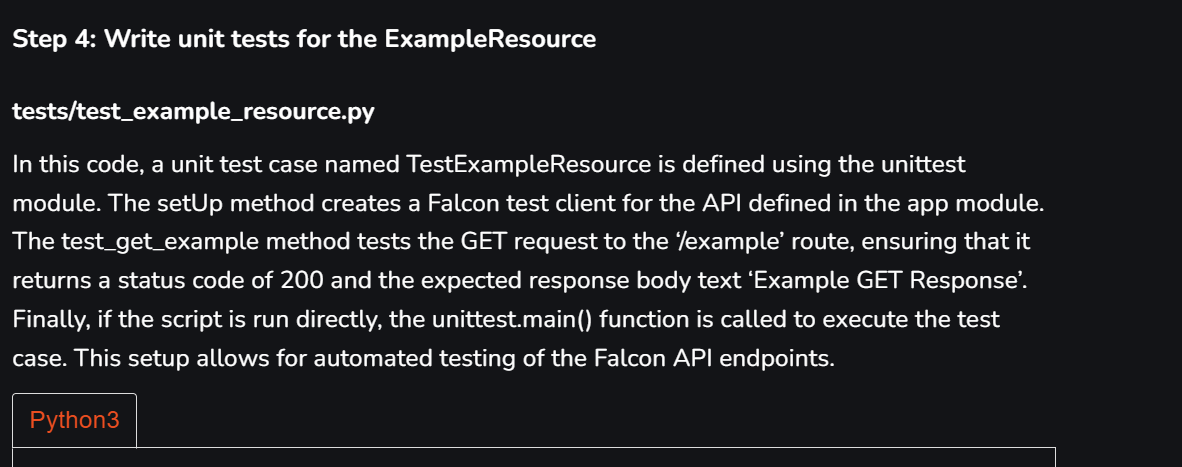 Step 4: Write unit tests for the ExampleResource
tests/test_example_resource.py
In this code, a unit test case named TestExampleResource is defined using the unittest
module. The setUp method creates a Falcon test client for the API defined in the app module.
The test_get_example method tests the GET request to the ‘/example’ route, ensuring that it
returns a status code of 200 and the expected response body text ‘Example GET Response’.
Finally, if the script is run directly, the unittest.main() function is called to execute the test
case. This setup allows for automated testing of the Falcon API endpoints.
Python3